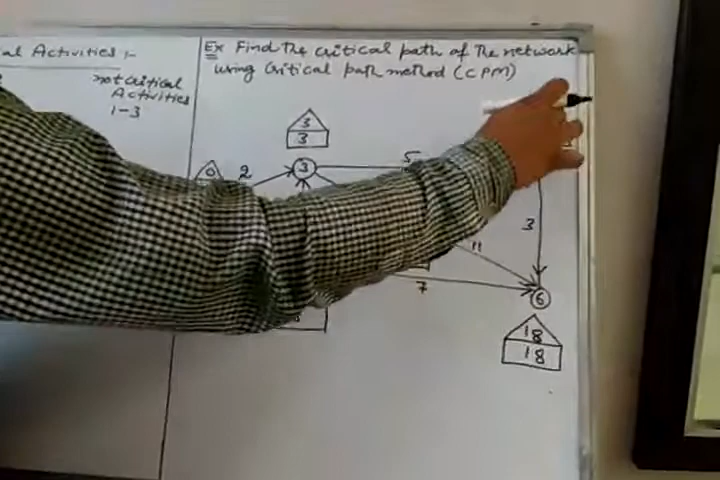 al Activities :-
not critical
Activities
1-3
Ex Find the critical path of the network
using critical path method (CPM)
3
3
0
2
3
5
3
11
7
6
18
18